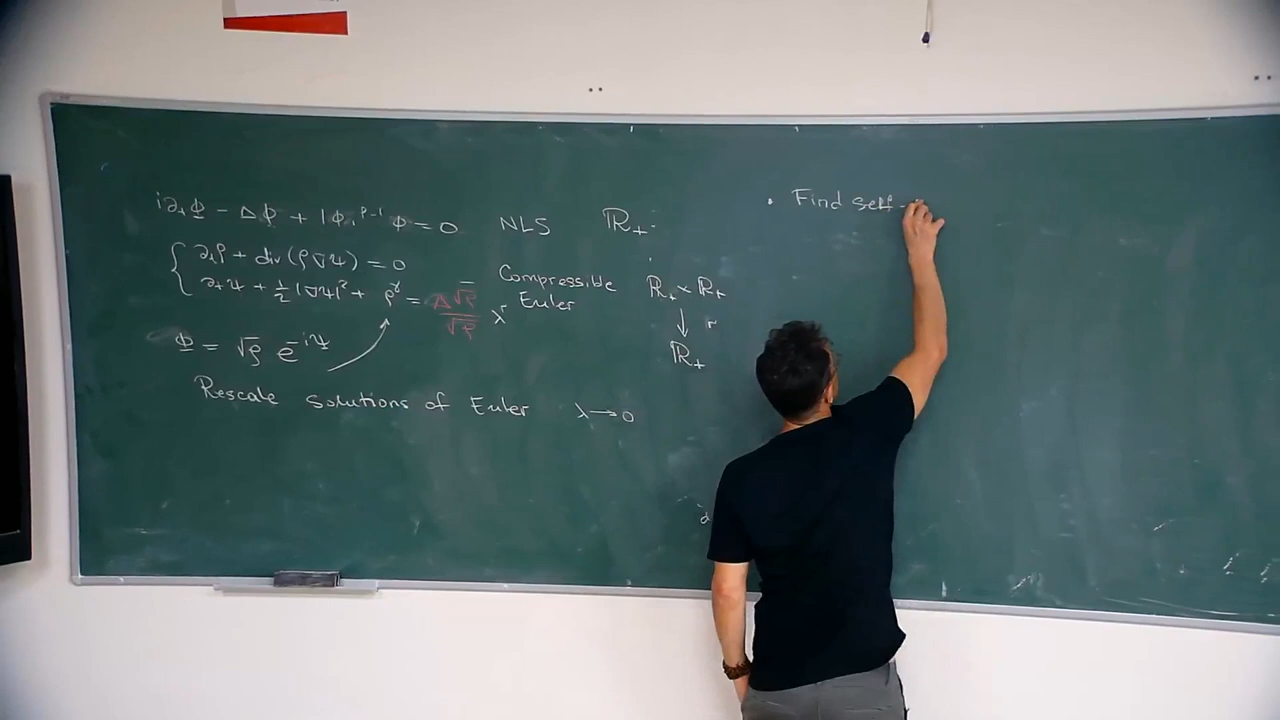 i∂ₜΦ − ΔΦ + |Φ|ᵖ⁻¹ Φ = 0 NLS ℝ₊
{ ∂ₜρ + div(ρ∇Ψ) = 0
∂ₜΨ + ½|∇Ψ|² + ρ^γ = Δ√ρ/√ρ λ^r Compressible Euler ℝ₊ × ℝ₊
↓ r
ℝ₊
Φ = √ρ e^{-iΨ}
Rescale solutions of Euler λ → 0
• Find self-